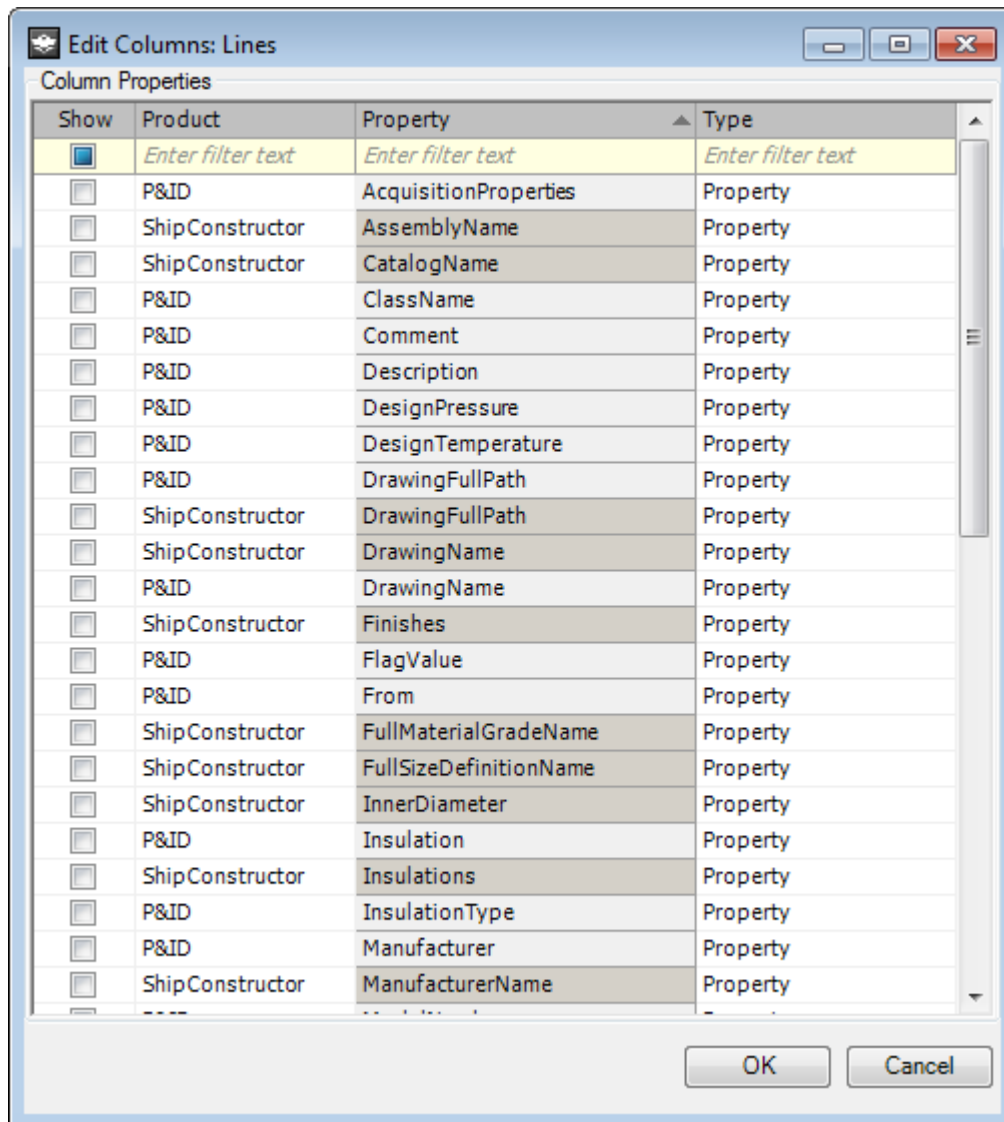 Edit Columns: Lines
Column Properties
Show Product Property Type
Enter filter text Enter filter text Enter filter text
P&ID AcquisitionProperties Property
ShipConstructor AssemblyName Property
ShipConstructor CatalogName Property
P&ID ClassName Property
P&ID Comment Property
P&ID Description Property
P&ID DesignPressure Property
P&ID DesignTemperature Property
P&ID DrawingFullPath Property
ShipConstructor DrawingFullPath Property
ShipConstructor DrawingName Property
P&ID DrawingName Property
ShipConstructor Finishes Property
P&ID FlagValue Property
P&ID From Property
ShipConstructor FullMaterialGradeName Property
ShipConstructor FullSizeDefinitionName Property
ShipConstructor InnerDiameter Property
P&ID Insulation Property
ShipConstructor Insulations Property
P&ID InsulationType Property
P&ID Manufacturer Property
ShipConstructor ManufacturerName Property
OK Cancel